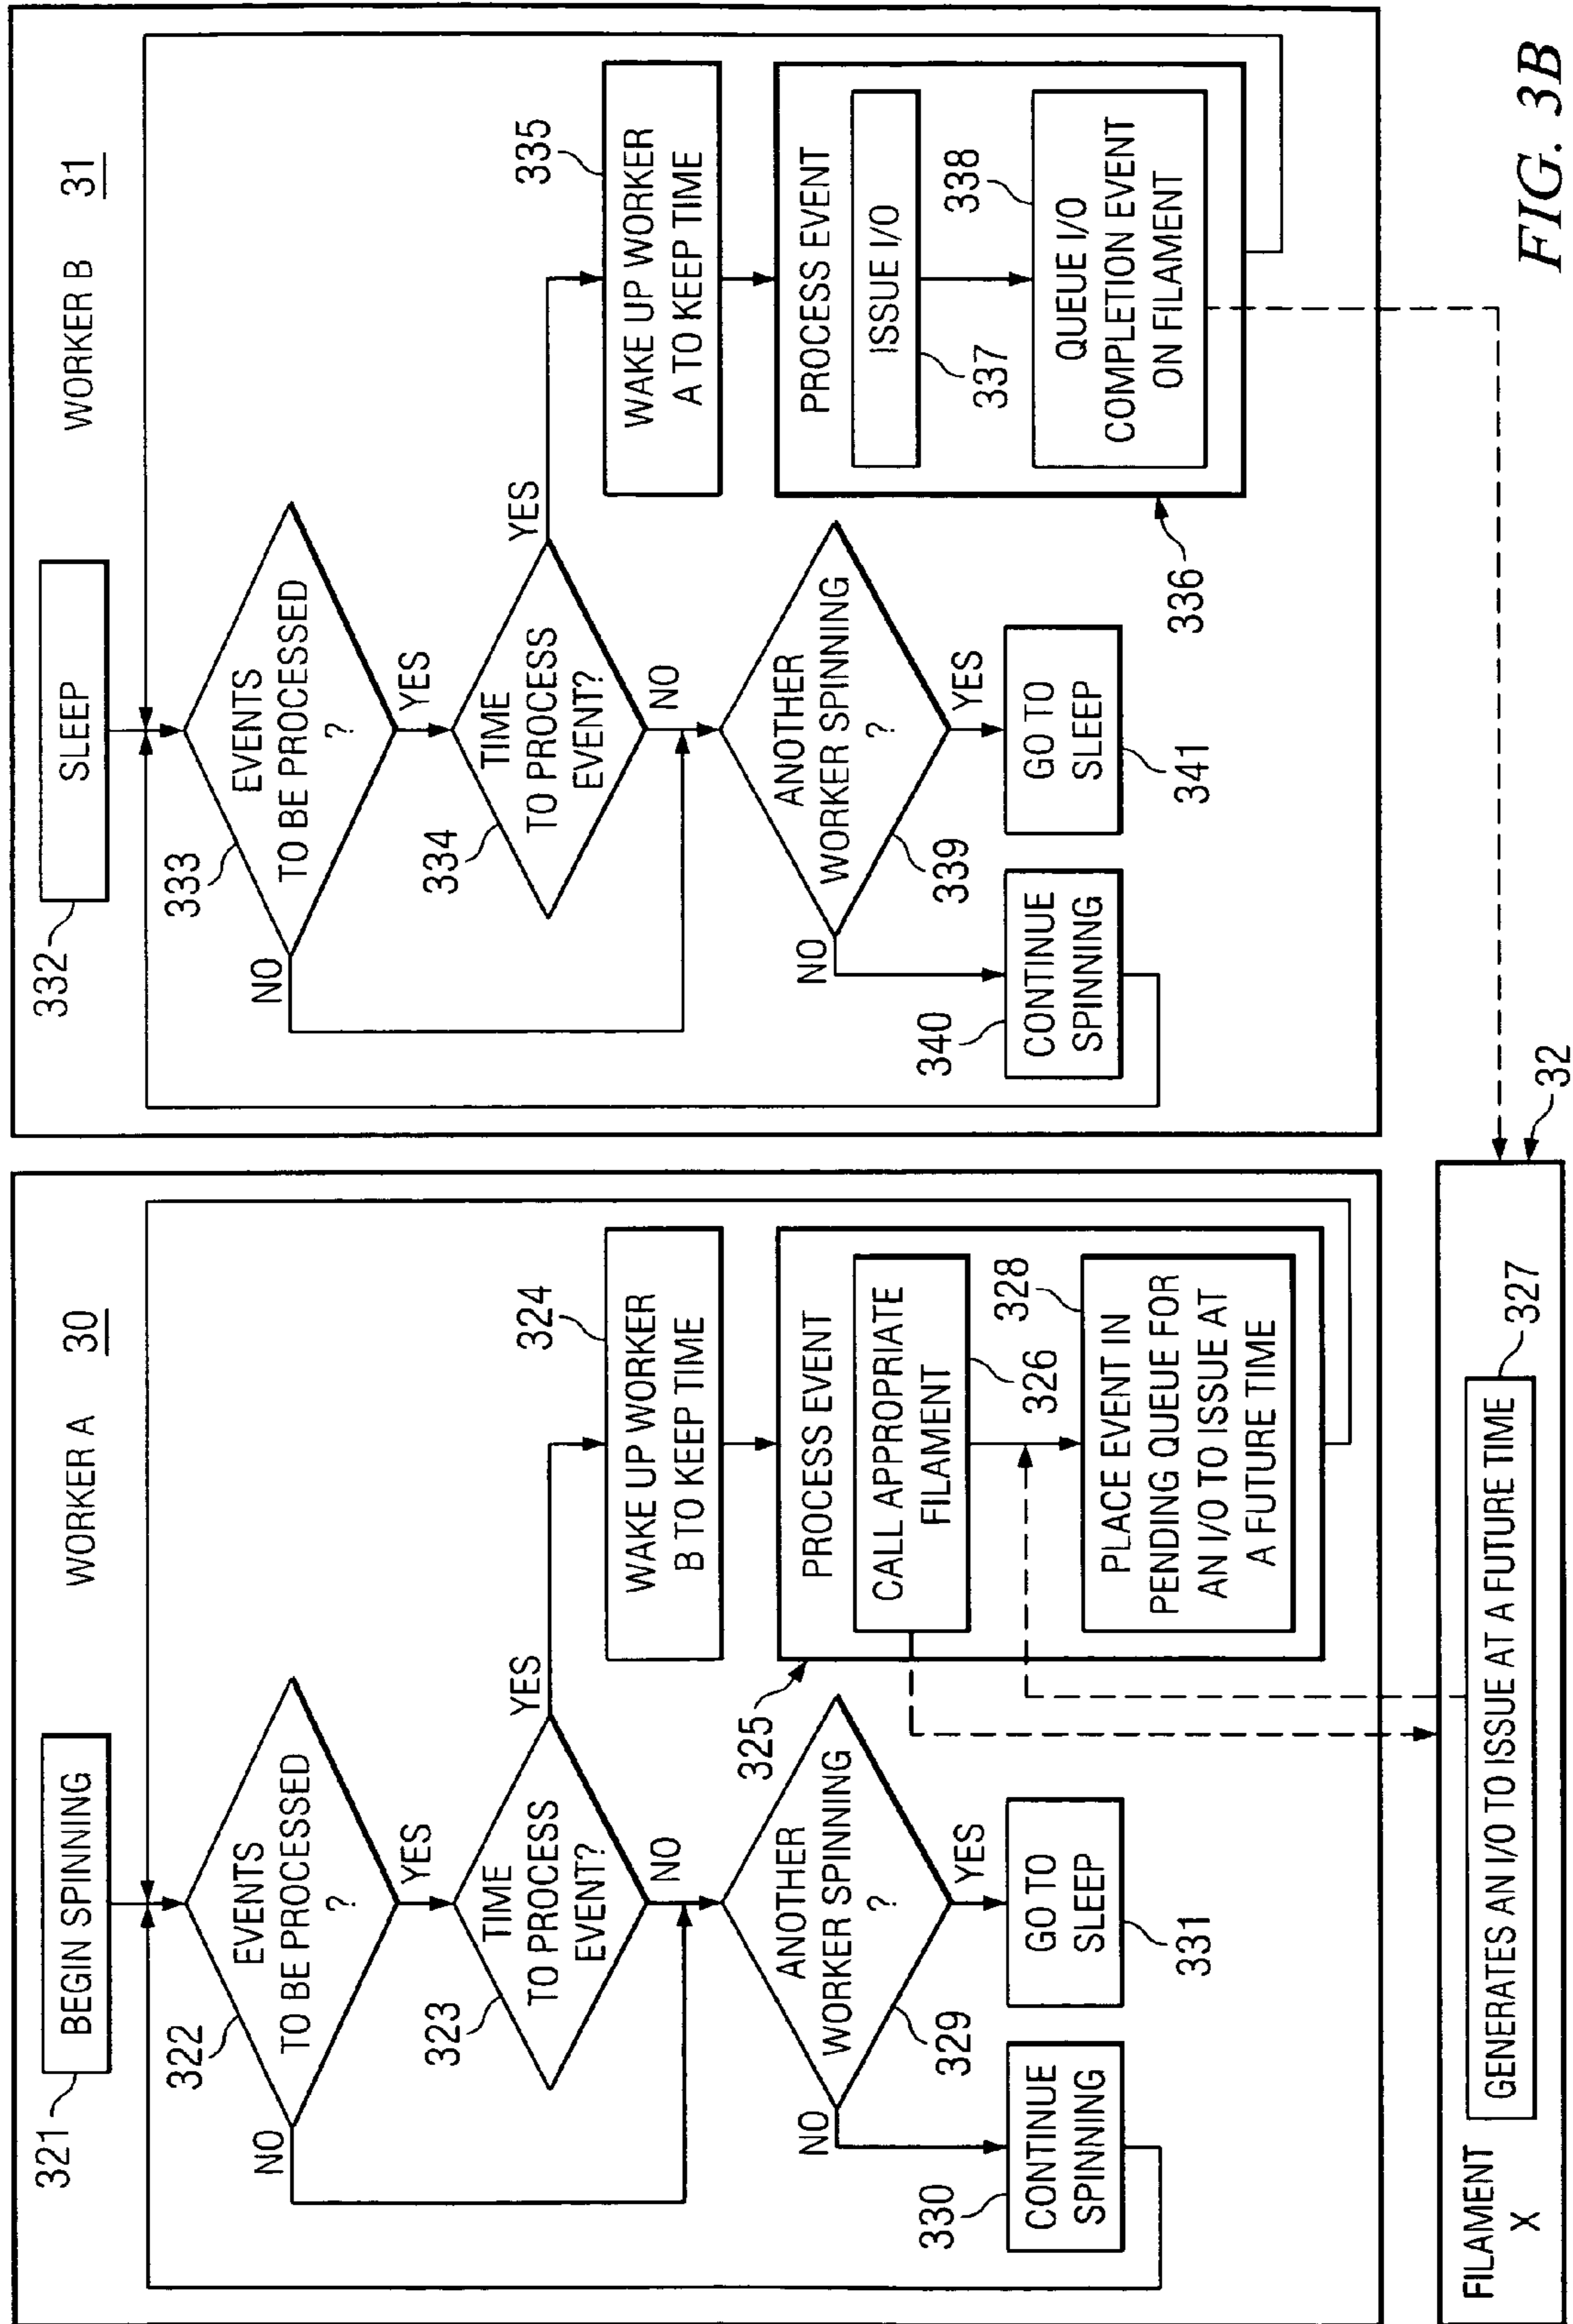 WORKER A 30
321
BEGIN SPINNING
322
EVENTS
TO BE PROCESSED
?
NO
YES
323
TIME
TO PROCESS
EVENT?
YES
NO
324
WAKE UP WORKER
B TO KEEP TIME
325
PROCESS EVENT
CALL APPROPRIATE
FILAMENT
326
328
PLACE EVENT IN
PENDING QUEUE FOR
AN I/O TO ISSUE AT
A FUTURE TIME
ANOTHER
WORKER SPINNING
?
329
NO
YES
330
CONTINUE
SPINNING
GO TO
SLEEP
331
WORKER B 31
332
SLEEP
333
EVENTS
TO BE PROCESSED
?
NO
YES
334
TIME
TO PROCESS
EVENT?
YES
NO
335
WAKE UP WORKER
A TO KEEP TIME
336
PROCESS EVENT
ISSUE I/O
337
338
QUEUE I/O
COMPLETION EVENT
ON FILAMENT
ANOTHER
WORKER SPINNING
?
339
NO
YES
340
CONTINUE
SPINNING
GO TO
SLEEP
341
FILAMENT
X
GENERATES AN I/O TO ISSUE AT A FUTURE TIME
327
32
FIG. 3B